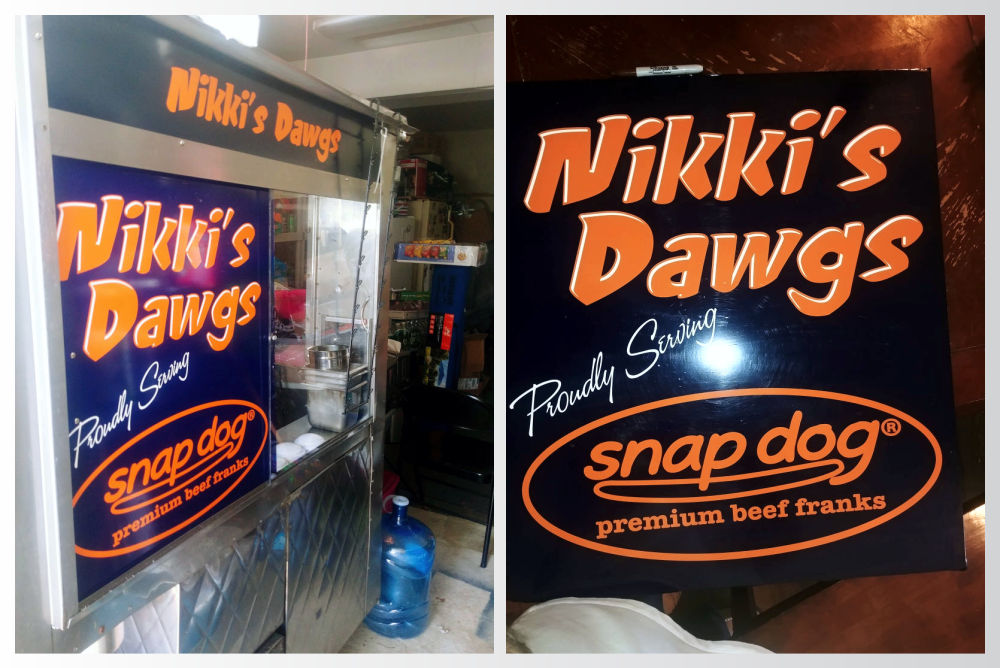 Nikki's Dawgs
Nikki's
Dawgs
Proudly Serving
snap dog®
premium beef franks
Nikki's
Dawgs
Proudly Serving
snap dog®
premium beef franks